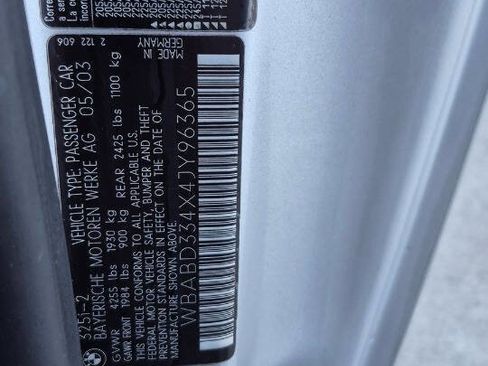 325i-2 VEHICLE TYPE: PASSENGER CAR
BAYERISCHE MOTOREN WERKE AG 05/03
GVWR 4255 lbs 1930 kg
GAWR FRONT 1984 lbs 900 kg REAR 2425 lbs 1100 kg
THIS VEHICLE CONFORMS TO ALL APPLICABLE U.S.
FEDERAL MOTOR VEHICLE SAFETY, BUMPER AND THEFT
PREVENTION STANDARDS IN EFFECT ON THE DATE OF
MANUFACTURE SHOWN ABOVE.
WBABD334X4JY96365
2 122 606
MADE IN
GERMANY